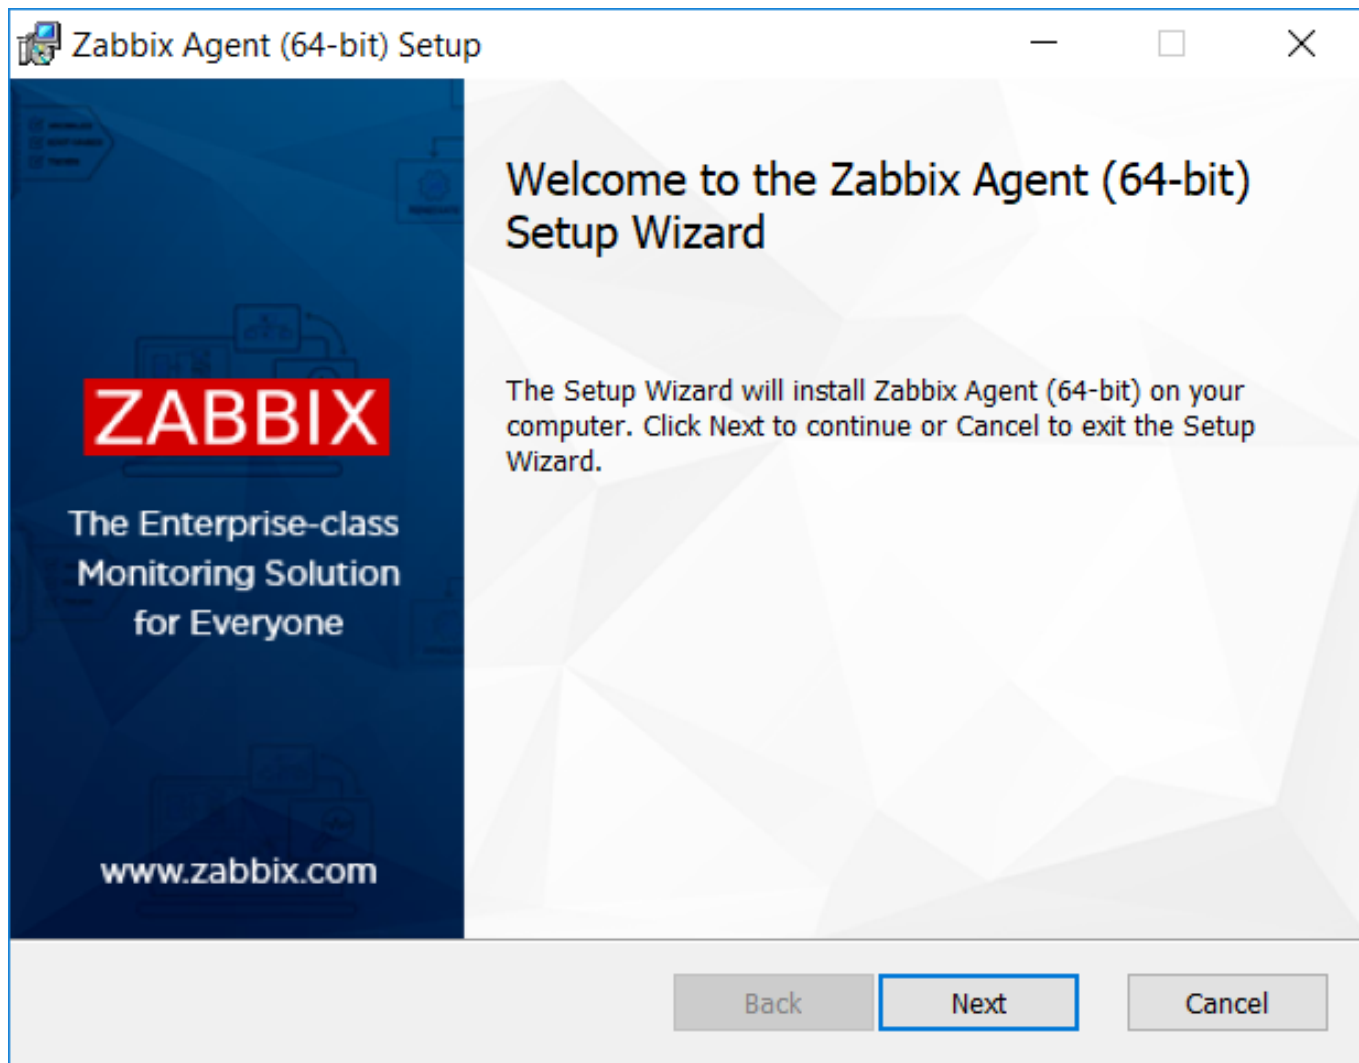 Zabbix Agent (64-bit) Setup
Welcome to the Zabbix Agent (64-bit)
Setup Wizard
The Setup Wizard will install Zabbix Agent (64-bit) on your
computer. Click Next to continue or Cancel to exit the Setup
Wizard.
ZABBIX
The Enterprise-class
Monitoring Solution
for Everyone
www.zabbix.com
Back
Next
Cancel